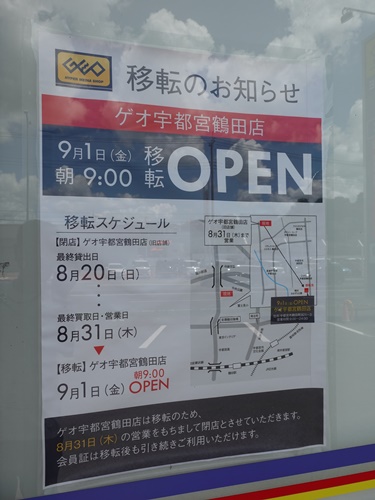 GEO
移転のお知らせ
ゲオ宇都宮鶴田店
9月1日(金)
朝 9:00
移転
OPEN
移転スケジュール
【閉店】ゲオ宇都宮鶴田店(旧店舗)
最終貸出日
8月20日(日)
最終買取日・営業日
8月31日(木)
【移転】ゲオ宇都宮鶴田店
9月1日(金)
朝9:00
OPEN
ゲオ宇都宮鶴田店
8月31日(木)まで
営業
ゲオ宇都宮鶴田店は移転のため、
8月31日(木)の営業をもちまして閉店とさせていただきます。
会員証は移転後も引き続きご利用いただけます。